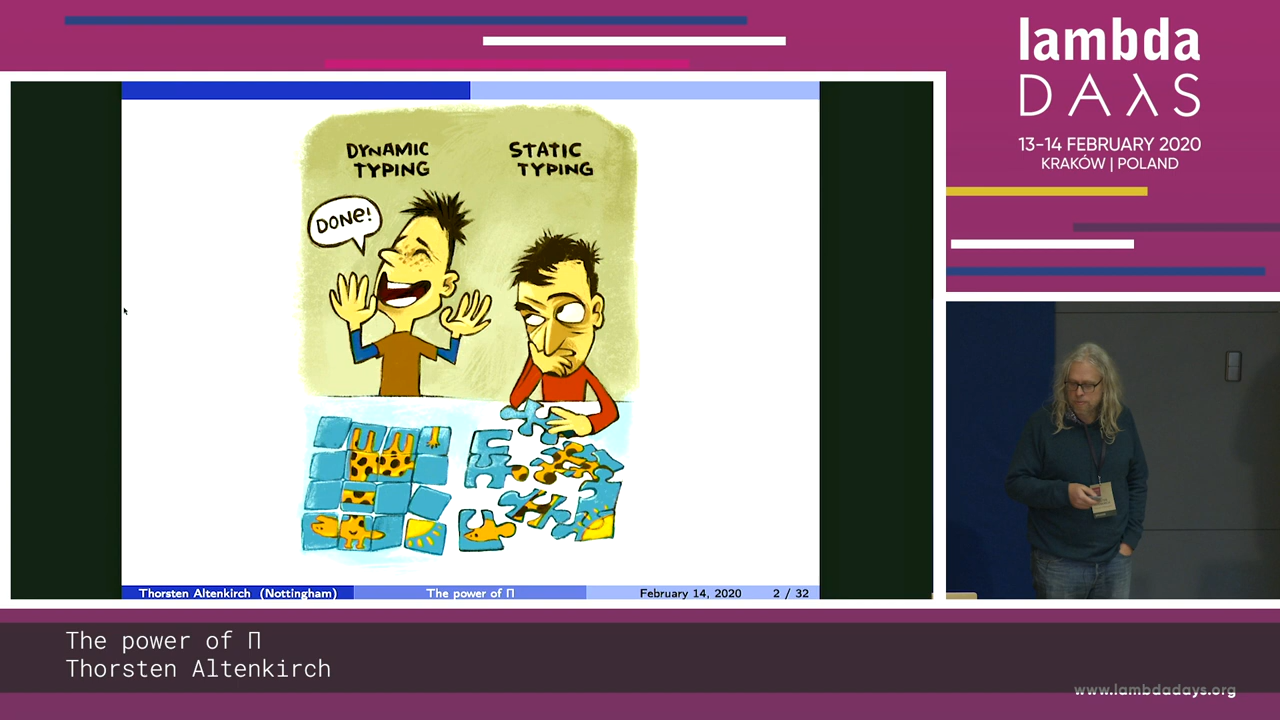 lambda
DAλS
13-14 FEBRUARY 2020
KRAKÓW | POLAND
DYNAMIC
TYPING
STATIC
TYPING
DONE!
Thorsten Altenkirch (Nottingham)
The power of Π
February 14, 2020
2 / 32
The power of Π
Thorsten Altenkirch
www.lambdadays.org